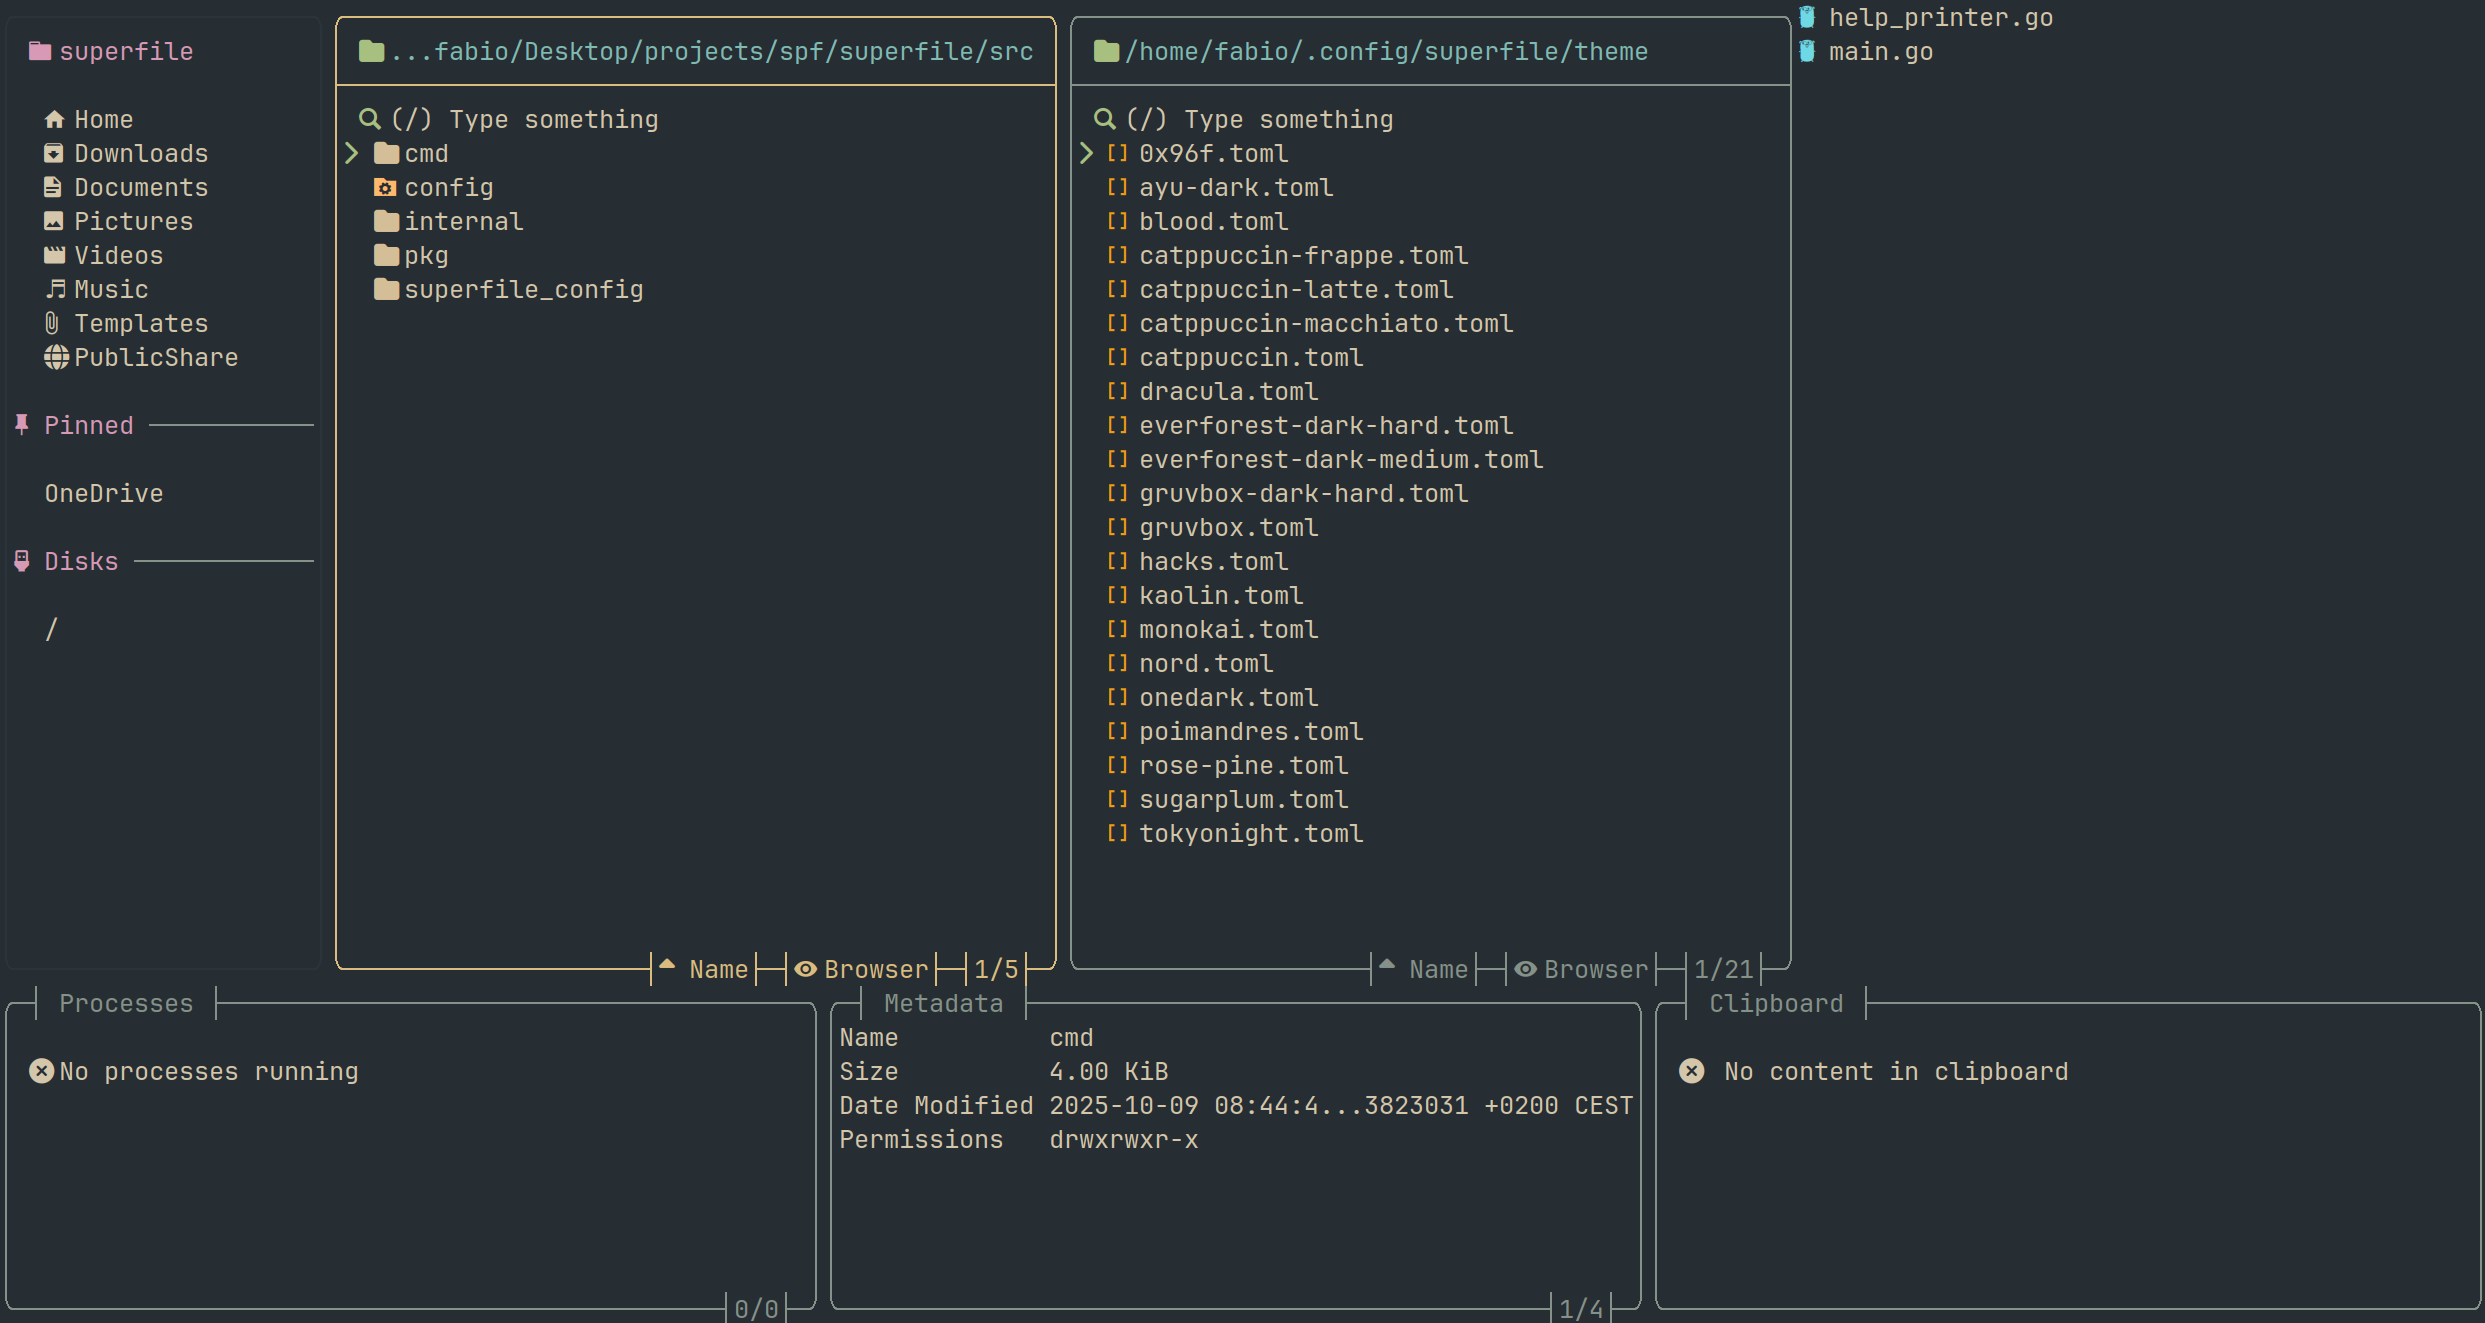 superfile
Home
Downloads
Documents
Pictures
Videos
Music
Templates
PublicShare
Pinned
OneDrive
Disks
/
...fabio/Desktop/projects/spf/superfile/src
(/) Type something
cmd
config
internal
pkg
superfile_config
Name
Browser
1/5
/home/fabio/.config/superfile/theme
(/) Type something
0x96f.toml
ayu-dark.toml
blood.toml
catppuccin-frappe.toml
catppuccin-latte.toml
catppuccin-macchiato.toml
catppuccin.toml
dracula.toml
everforest-dark-hard.toml
everforest-dark-medium.toml
gruvbox-dark-hard.toml
gruvbox.toml
hacks.toml
kaolin.toml
monokai.toml
nord.toml
onedark.toml
poimandres.toml
rose-pine.toml
sugarplum.toml
tokyonight.toml
Name
Browser
1/21
help_printer.go
main.go
Processes
No processes running
0/0
Metadata
Name cmd
Size 4.00 KiB
Date Modified 2025-10-09 08:44:4...3823031 +0200 CEST
Permissions drwxrwxr-x
1/4
Clipboard
No content in clipboard